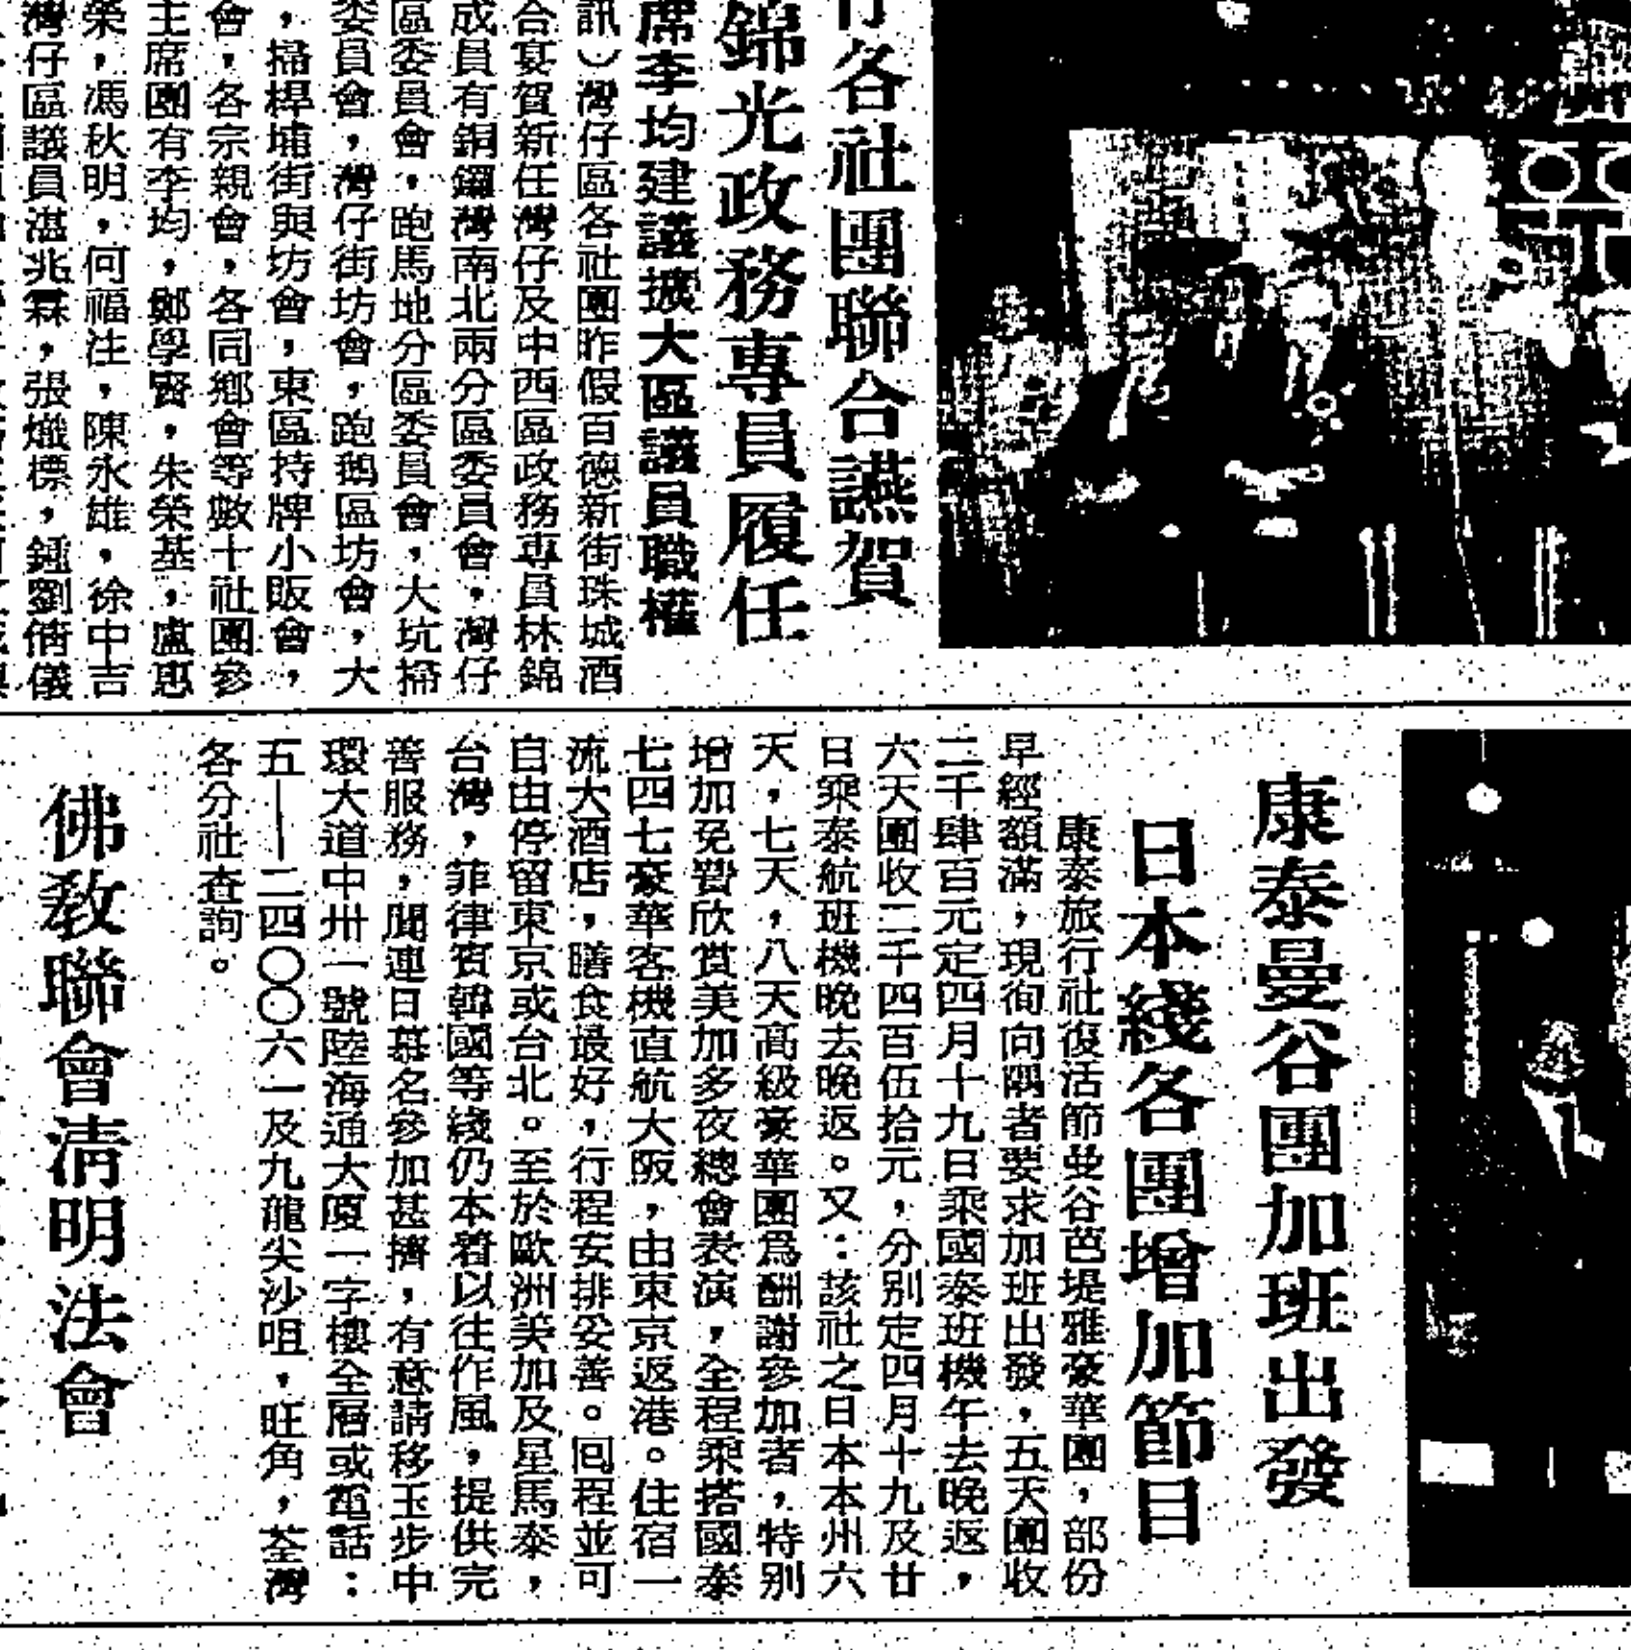 各社團聯合讌賀
錦光政務專員履任
席李均建議擴大區議員職權
訊）灣仔區各社團昨假百德新街珠城酒
合宴賀新任灣仔及中西區政務專員林錦
成員有銅鑼灣南北兩分區委員會，灣仔
區委員會，跑馬地分區委員會，大坑掃
委員會，灣仔街坊會，跑鵝區坊會，大
，掃桿埔街與坊會，東區持牌小販會，
會，各宗親會，各同鄉會等數十社團參
主席團有李均，鄭學賢，朱榮基，盧惠
榮，馮秋明，何福注，陳永雄，徐中吉
灣仔區議員湛兆霖，張熾標，鍾劉倩儀
康泰曼谷團加班出發
日本綫各團增加節目
康泰旅行社復活節曼谷芭堤雅豪華團，部份
早經額滿，現徇向隅者要求加班出發，五天團收
二千肆百元定四月十九日乘國泰班機午去晚返，
六天團收二千四百伍拾元，分别定四月十九及廿
日乘泰航班機晚去晚返。又：該社之日本本州六
天，七天，八天高級豪華團爲酬謝參加者，特别
增加免費欣賞美加多夜總會表演，全程乘搭國泰
七四七豪華客機直航大阪，由東京返港。住宿一
流大酒店，膳食最好，行程安排妥善。回程並可
自由停留東京或台北。至於歐洲美加及星馬泰，
台灣，菲律賓韓國等綫仍本着以往作風，提供完
善服務，聞連日慕名參加甚擠，有意請移玉步中
環大道中卅一號陸海通大厦一字樓全層或電話：
五——二四〇〇六一及九龍尖沙咀，旺角，荃灣
各分社查詢。
佛教聯會清明法會